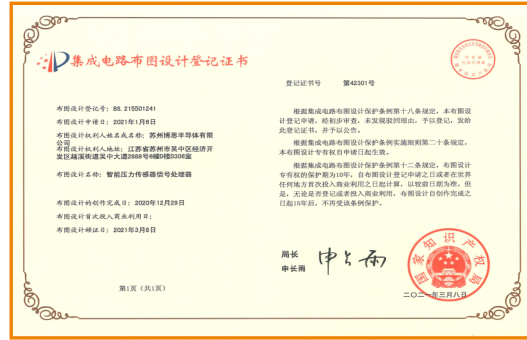 集成电路布图设计登记证书
布图设计登记号：BS. 215501241
布图设计申请日：2021年1月6日
布图设计权利人姓名或名称：苏州博思半导体有限
公司
布图设计权利人地址：江苏省苏州市吴中区经济开
发区越溪街道吴中大道2888号6幢D楼D306室
布图设计名称：智能压力传感器信号处理器
布图设计的创作完成日：2020年12月29日
布图设计首次投入商业利用日：
布图设计颁证日：2021年3月8日
第1页（共1页）
登记证书号 第42301号
根据集成电路布图设计保护条例第十八条规定，本布图设
计登记申请，经初步审查，未发现驳回理由，予以登记，发给
此登记证书，并予以公告。
根据集成电路布图设计保护条例实施细则第二十条规定，
本布图设计专有权自申请日起生效。
根据集成电路布图设计保护条例第十二条规定，布图设计
专有权的保护期为10年，自布图设计登记申请之日或者在世界
任何地方首次投入商业利用之日起计算，以较前日期为准。但
是，无论是否登记或者投入商业利用，布图设计自创作完成之
日起15年后，不再受该条例保护。
局长
申长雨
申长雨
国家知识产权局
二〇二一年三月八日